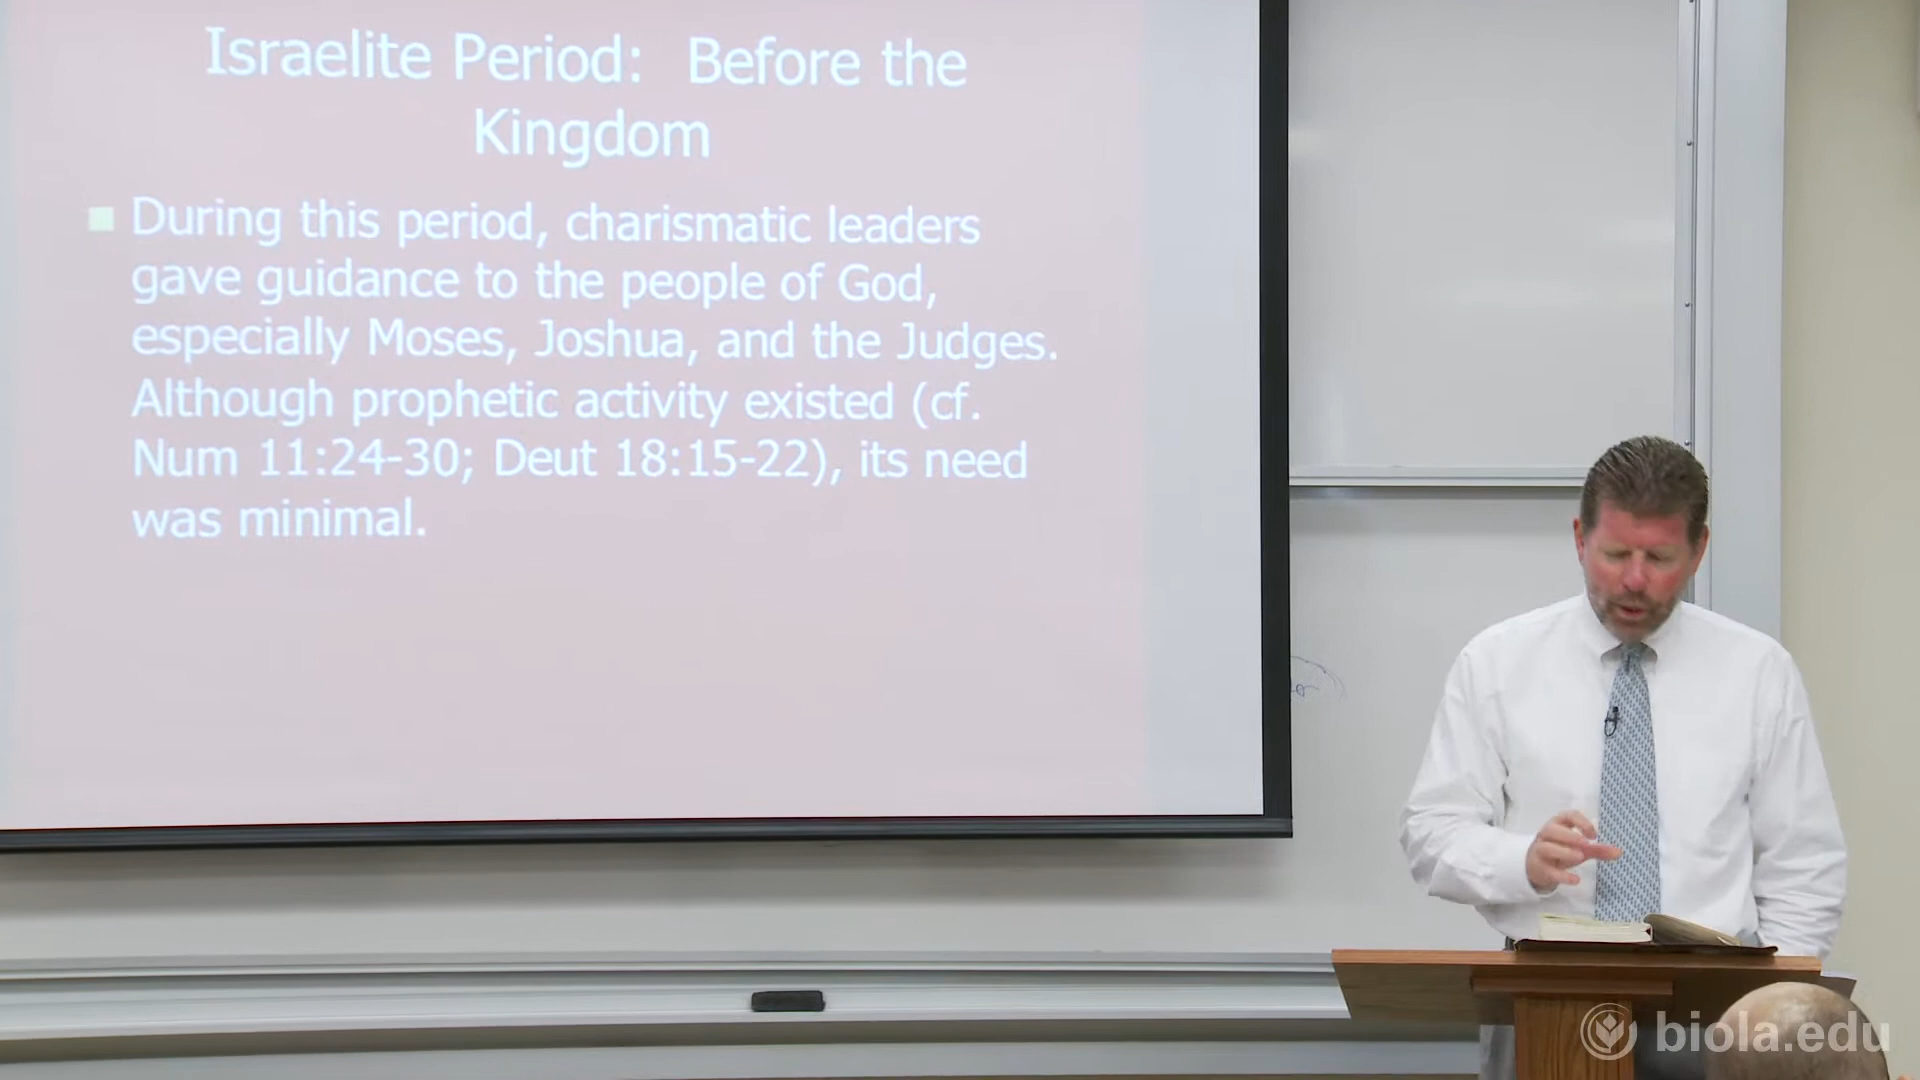 Israelite Period: Before the
Kingdom
During this period, charismatic leaders
gave guidance to the people of God,
especially Moses, Joshua, and the Judges.
Although prophetic activity existed (cf.
Num 11:24-30; Deut 18:15-22), its need
was minimal.
biola.edu